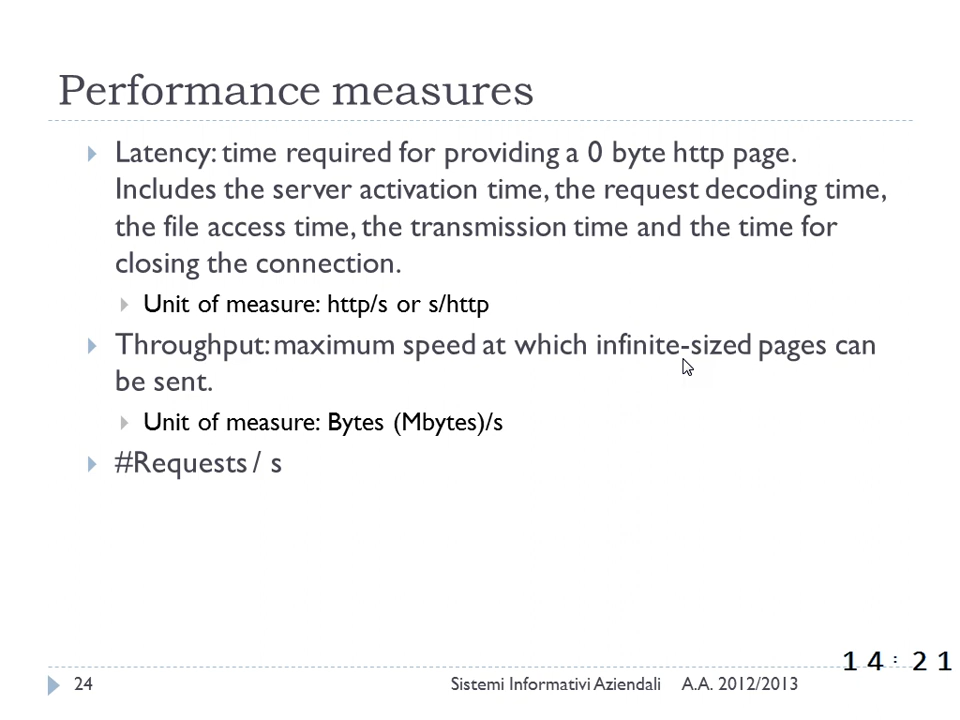 Performance measures
Latency: time required for providing a 0 byte http page.
Includes the server activation time, the request decoding time,
the file access time, the transmission time and the time for
closing the connection.
Unit of measure: http/s or s/http
Throughput: maximum speed at which infinite-sized pages can
be sent.
Unit of measure: Bytes (Mbytes)/s
#Requests / s
14:21
24
Sistemi Informativi Aziendali A.A. 2012/2013